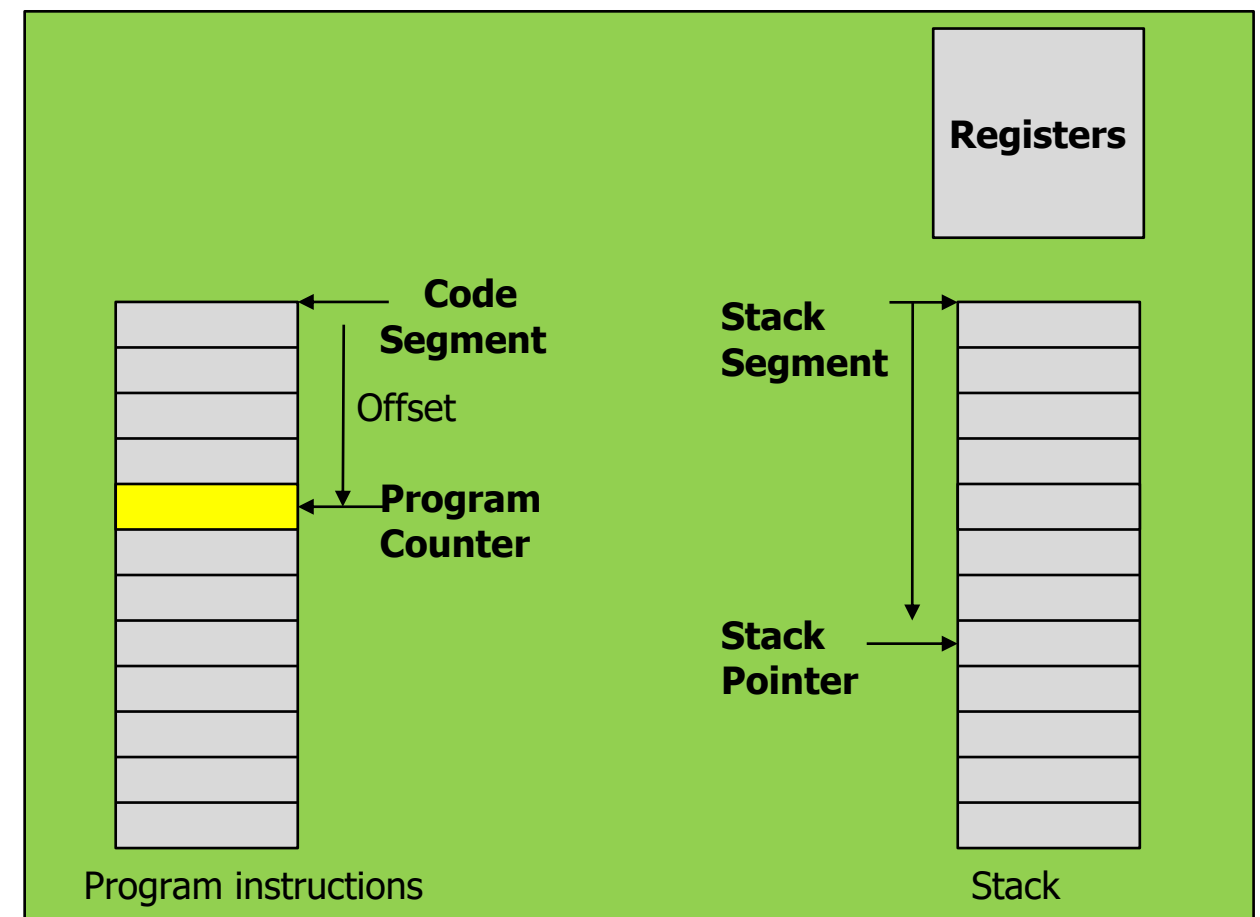 Registers
Code
Segment
Offset
Program
Counter
Stack
Segment
Stack
Pointer
Program instructions
Stack